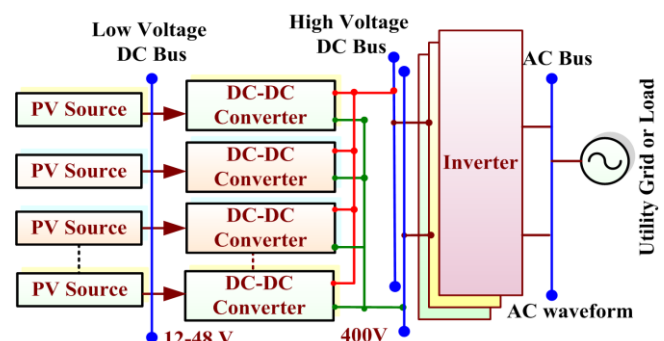 Low Voltage
DC Bus
High Voltage
DC Bus
AC Bus
PV Source
DC-DC
Converter
PV Source
DC-DC
Converter
Inverter
PV Source
DC-DC
Converter
PV Source
DC-DC
Converter
Utility Grid or Load
12-48 V
400V
AC waveform